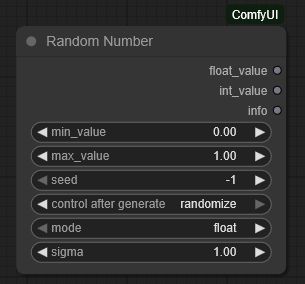 ComfyUI
Random Number
float_value
int_value
info
min_value 0.00
max_value 1.00
seed -1
control after generate randomize
mode float
sigma 1.00